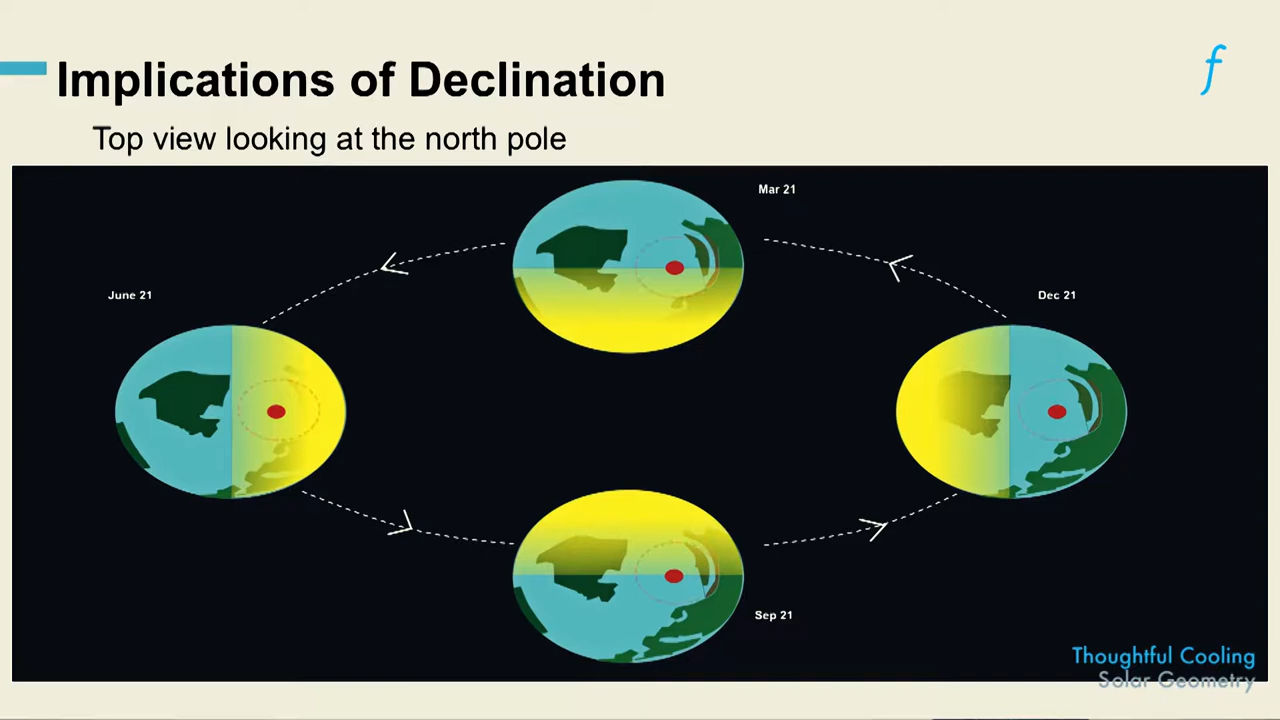 Implications of Declination
f
Top view looking at the north pole
Mar 21
June 21
Dec 21
Sep 21
Thoughtful Cooling
Solar Geometry